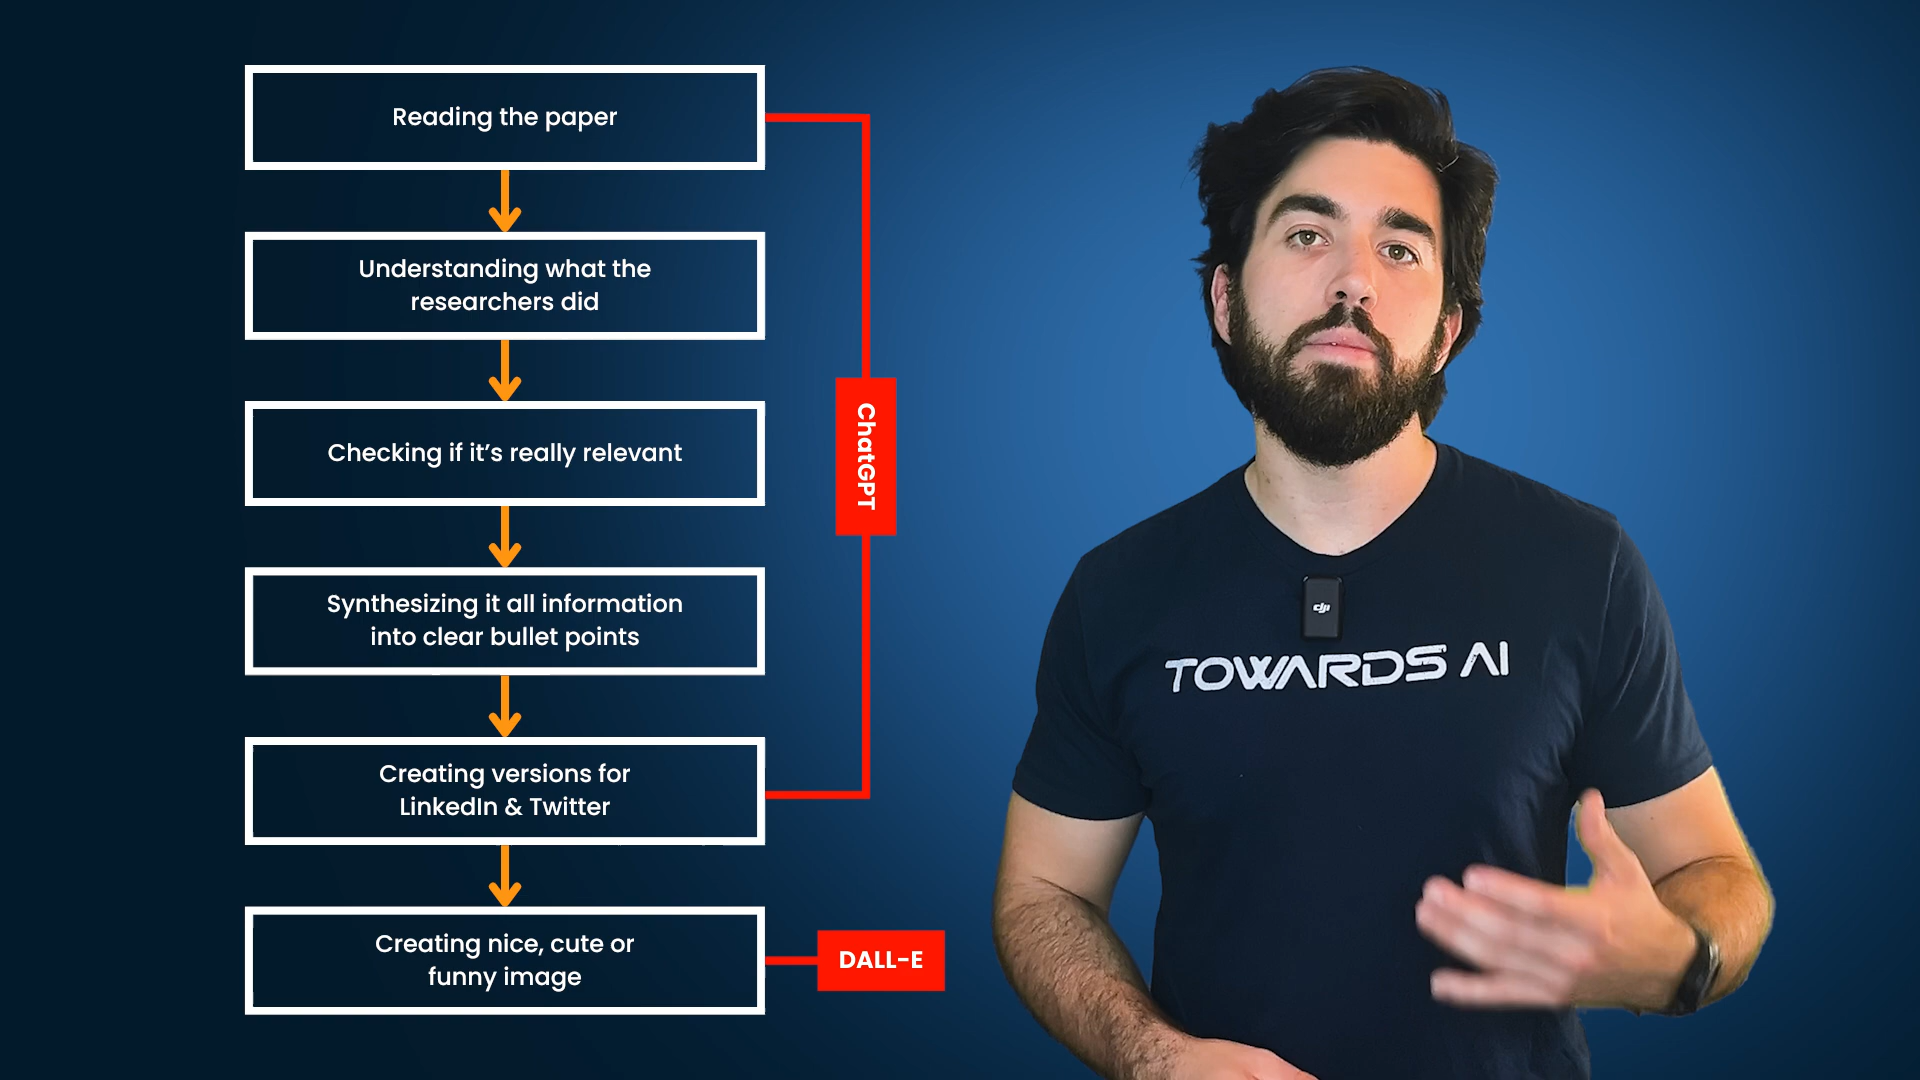 Reading the paper
Understanding what the
researchers did
Checking if it’s really relevant
Synthesizing it all information
into clear bullet points
Creating versions for
LinkedIn & Twitter
Creating nice, cute or
funny image
ChatGPT
DALL-E
dji
TOWARDS AI